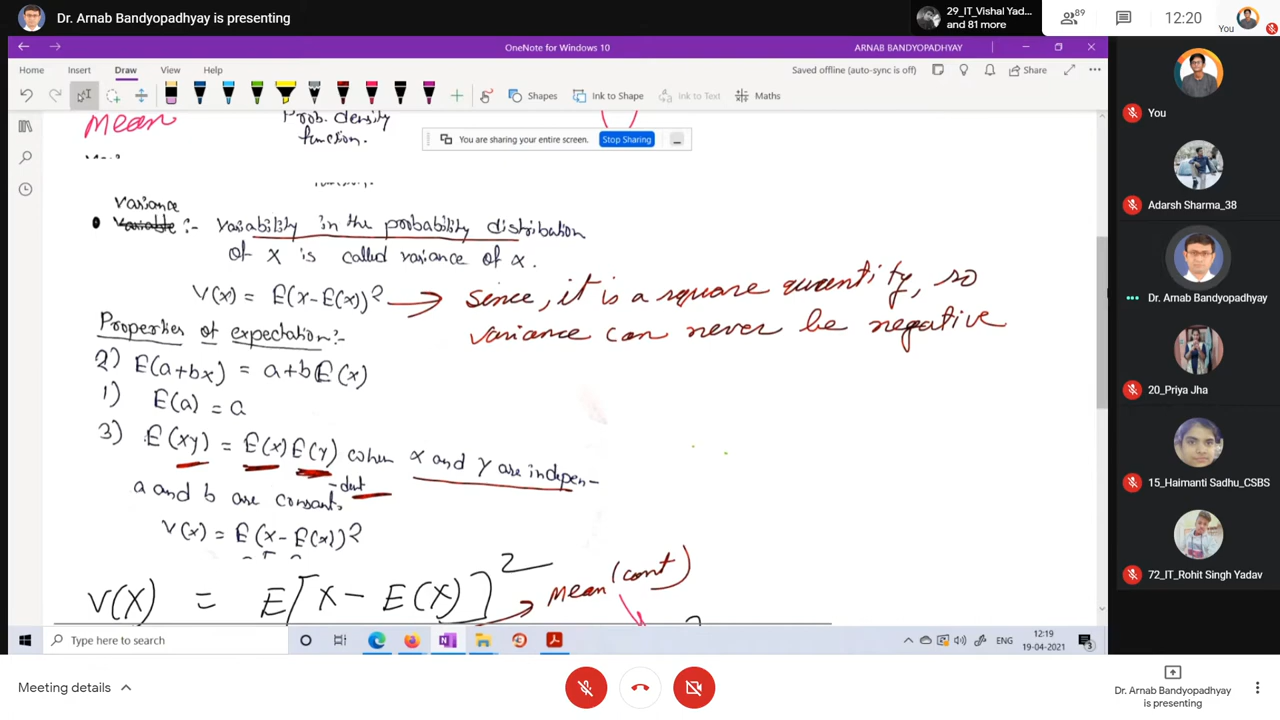 Dr. Arnab Bandyopadhyay is presenting
29_IT_Vishal Yad...
and 81 more
89
12:20
You
OneNote for Windows 10
ARNAB BANDYOPADHYAY
Home Insert Draw View Help
Saved offline (auto-sync is off)
Share
Shapes
Ink to Shape
Ink to Text
Maths
Mean
Prob. density
function.
You are sharing your entire screen.
Stop Sharing
Variance
Variable :- Variability in the probability distribution
of X is called variance of x.
V(x) = E(x-E(x))² → Since, it is a square quantity, so
variance can never be negative
Properties of expectation:-
2) E(a+bx) = a+bE(x)
1) E(a) = a
3) E(xy) = E(x)E(y) when x and y are indepen-
-dent
a and b are consant.
V(x) = E(x-E(x))²
V(X) = E[X - E(X)]² → Mean (cont)
2
Type here to search
ENG
12:19
19-04-2021
3
You
Adarsh Sharma_38
Dr. Arnab Bandyopadhyay
20_Priya Jha
15_Haimanti Sadhu_CSBS
72_IT_Rohit Singh Yadav
Meeting details
Dr. Arnab Bandyopadhyay
is presenting